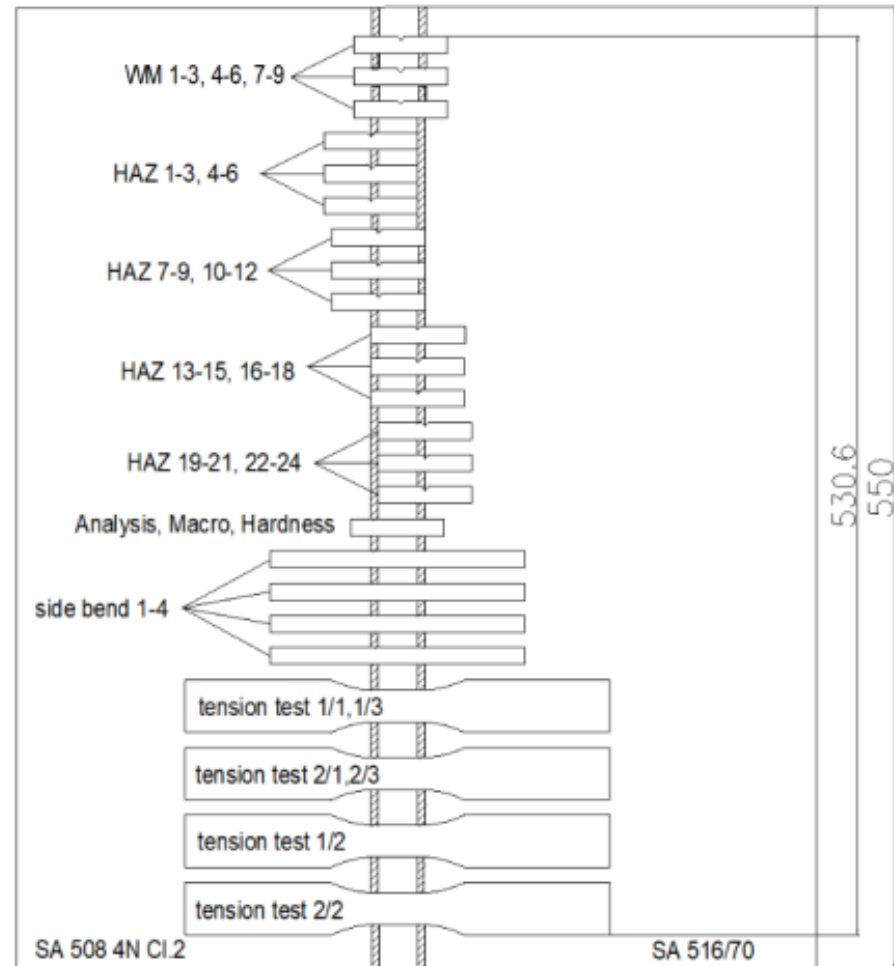 WM 1-3, 4-6, 7-9
HAZ 1-3, 4-6
HAZ 7-9, 10-12
HAZ 13-15, 16-18
HAZ 19-21, 22-24
Analysis, Macro, Hardness
side bend 1-4
tension test 1/1,1/3
tension test 2/1,2/3
tension test 1/2
tension test 2/2
SA 508 4N Cl.2
SA 516/70
530.6
550